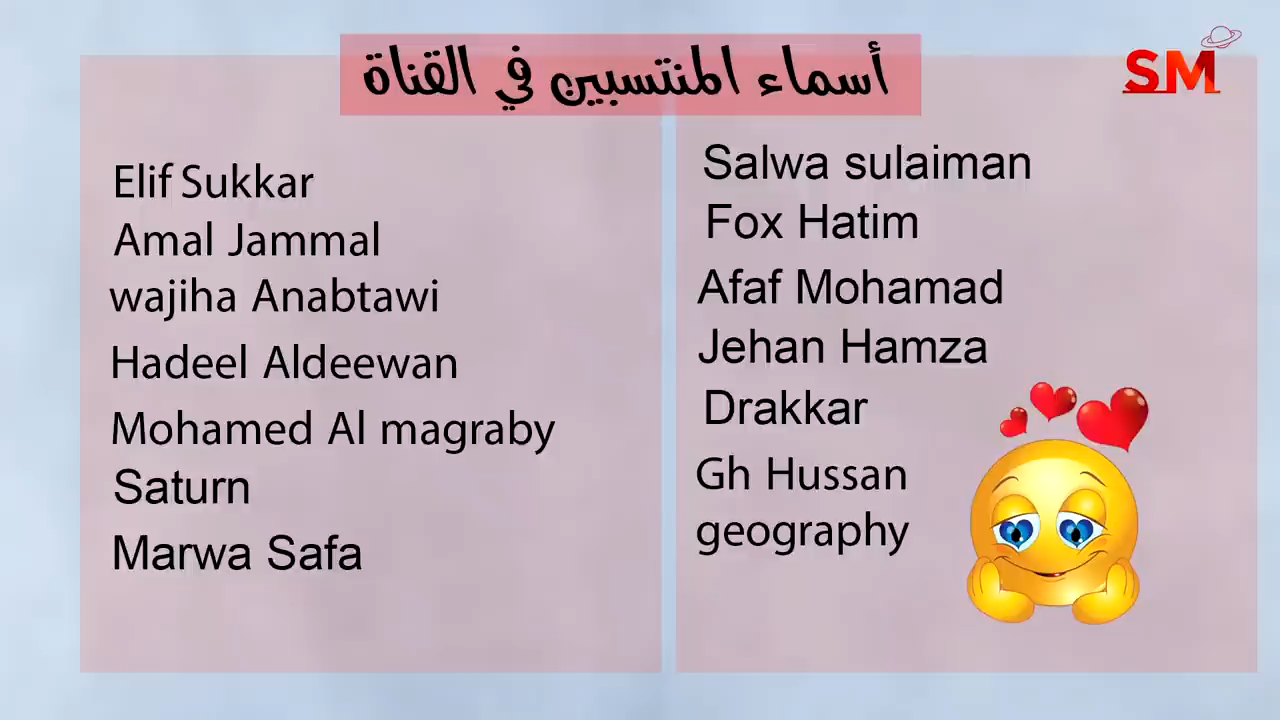 أسماء المنتسبين في القناة
SM
Elif Sukkar
Amal Jammal
wajiha Anabtawi
Hadeel Aldeewan
Mohamed Al magraby
Saturn
Marwa Safa
Salwa sulaiman
Fox Hatim
Afaf Mohamad
Jehan Hamza
Drakkar
Gh Hussan
geography